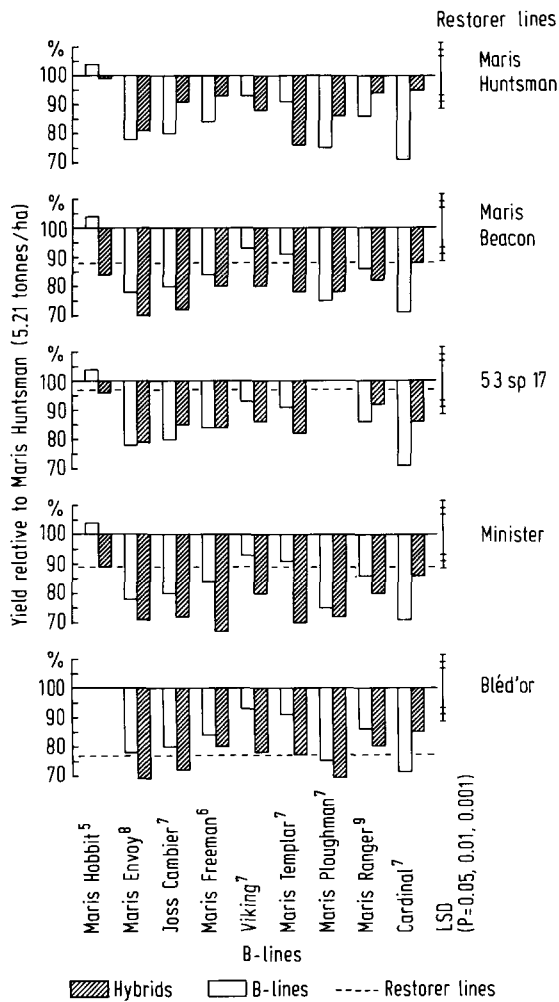 Restorer lines
Yield relative to Maris Huntsman (5.21 tonnes/ha)
%
100
90
80
70
Maris
Huntsman
%
100
90
80
70
Maris
Beacon
%
100
90
80
70
53 sp 17
%
100
90
80
70
Minister
%
100
90
80
70
Bléd'or
Maris Hobbit⁵
Maris Envoy⁸
Joss Cambier⁷
Maris Freeman⁶
Viking⁷
Maris Templar⁷
Maris Ploughman⁷
Maris Ranger⁹
Cardinal⁷
LSD
(P=0.05, 0.01, 0.001)
B-lines
Hybrids B-lines Restorer lines